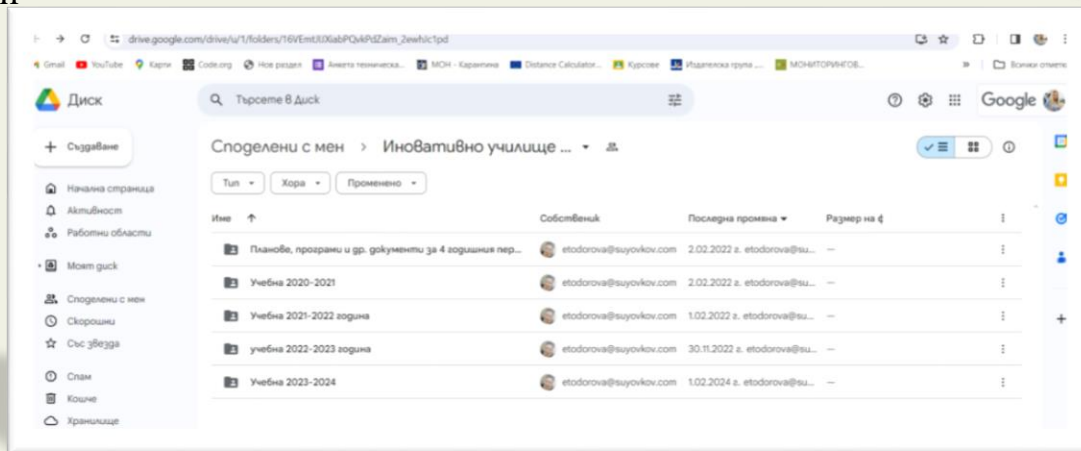 и
drive.google.com/drive/u/1/folders/16VEmtUUXiabPQvkPdZaim_2ewhlc1pd
Gmail YouTube Карти Code.org Нов раздел Анкета техническа... МОН - Карантина Distance Calculator... Курсове Издателска група ... МОНИТОРИНГОВ... » Всички отметки
Диск Търсете в Диск Google
+ Създаване
Споделени с мен > Иновативно училище ...
Тип Хора Променено
Начална страница
Активност
Работни области
Моят диск
Споделени с мен
Скорошни
Със звезда
Спам
Кошче
Хранилище
Име Собственик Последна промяна Размер на ф
Планове, програми и др. документи за 4 годишния пер... etodorova@suyovkov.com 2.02.2022 г. etodorova@su... —
Учебна 2020-2021 etodorova@suyovkov.com 2.02.2022 г. etodorova@su... —
Учебна 2021-2022 година etodorova@suyovkov.com 1.02.2022 г. etodorova@su... —
учебна 2022-2023 година etodorova@suyovkov.com 30.11.2022 г. etodorova@su... —
Учебна 2023-2024 etodorova@suyovkov.com 1.02.2024 г. etodorova@su... —